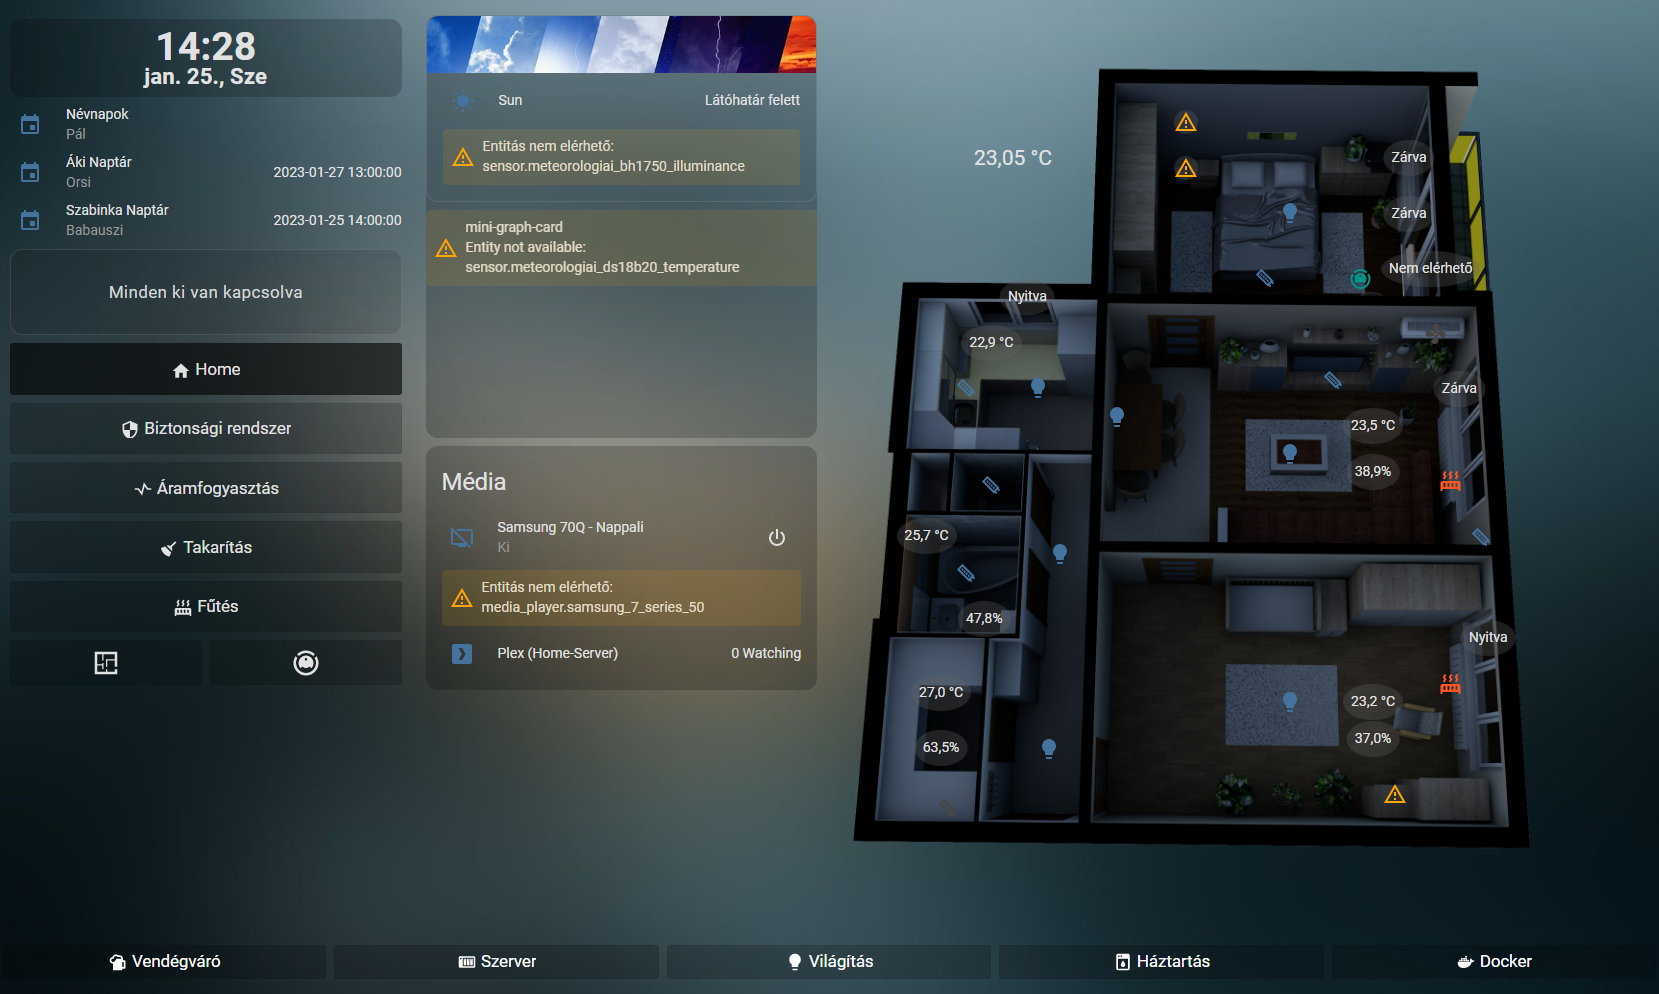 14:28
jan. 25., Sze
Névnapok
Pál
Áki Naptár
Orsi
2023-01-27 13:00:00
Szabinka Naptár
Babauszi
2023-01-25 14:00:00
Minden ki van kapcsolva
Home
Biztonsági rendszer
Áramfogyasztás
Takarítás
Fűtés
Sun
Látóhatár felett
Entitás nem elérhető:
sensor.meteorologiai_bh1750_illuminance
mini-graph-card
Entity not available:
sensor.meteorologiai_ds18b20_temperature
Média
Samsung 70Q - Nappali
Ki
Entitás nem elérhető:
media_player.samsung_7_series_50
Plex (Home-Server)
0 Watching
23,05 °C
Zárva
Zárva
Nem elérhető
Nyitva
22,9 °C
Zárva
23,5 °C
38,9%
25,7 °C
47,8%
Nyitva
27,0 °C
23,2 °C
37,0%
63,5%
Vendégváró
Szerver
Világítás
Háztartás
Docker